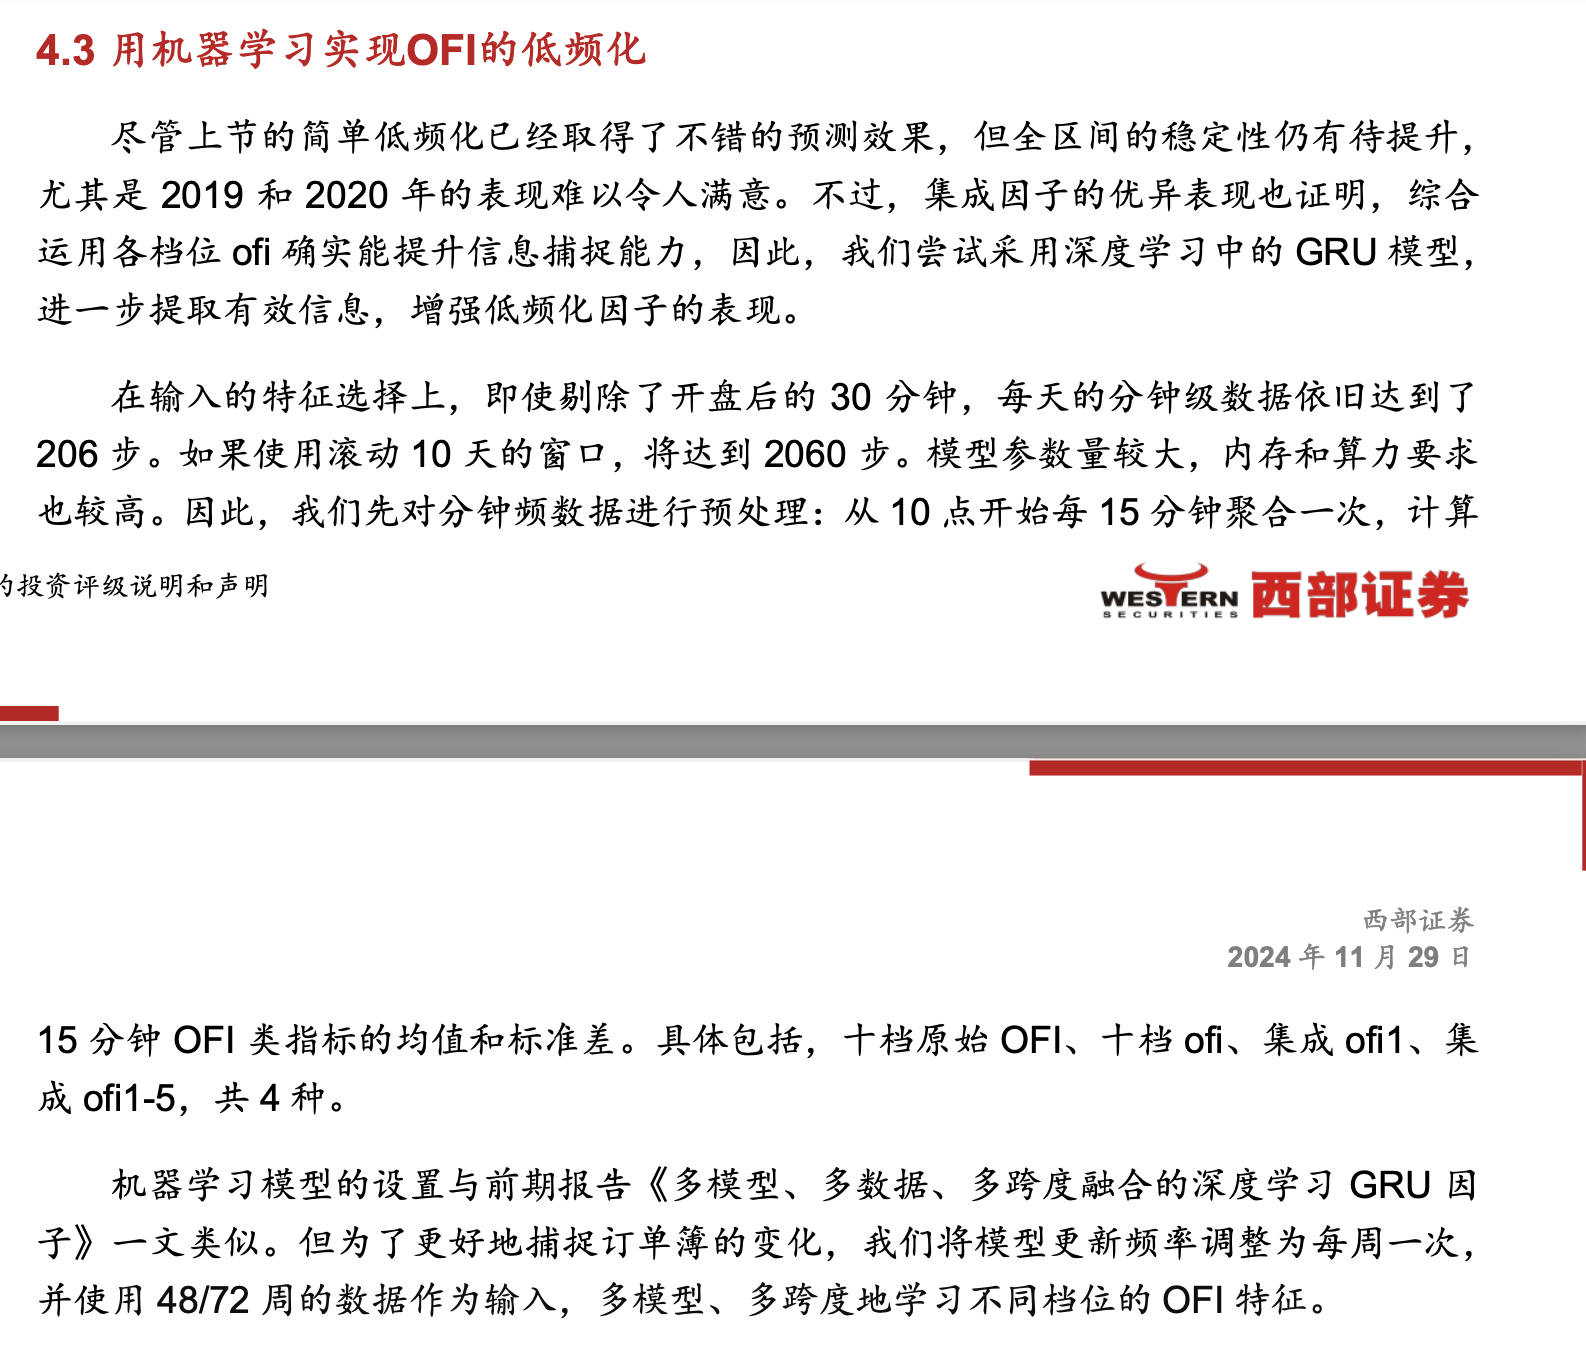 4.3 用机器学习实现OFI的低频化
尽管上节的简单低频化已经取得了不错的预测效果，但全区间的稳定性仍有待提升，
尤其是 2019 和 2020 年的表现难以令人满意。不过，集成因子的优异表现也证明，综合
运用各档位 ofi 确实能提升信息捕捉能力，因此，我们尝试采用深度学习中的 GRU 模型，
进一步提取有效信息，增强低频化因子的表现。
在输入的特征选择上，即使剔除了开盘后的 30 分钟，每天的分钟级数据依旧达到了
206 步。如果使用滚动 10 天的窗口，将达到 2060 步。模型参数量较大，内存和算力要求
也较高。因此，我们先对分钟频数据进行预处理：从 10 点开始每 15 分钟聚合一次，计算
的投资评级说明和声明
WESTERN SECURITIES 西部证券
西部证券
2024 年 11 月 29 日
15 分钟 OFI 类指标的均值和标准差。具体包括，十档原始 OFI、十档 ofi、集成 ofi1、集
成 ofi1-5，共 4 种。
机器学习模型的设置与前期报告《多模型、多数据、多跨度融合的深度学习 GRU 因
子》一文类似。但为了更好地捕捉订单簿的变化，我们将模型更新频率调整为每周一次，
并使用 48/72 周的数据作为输入，多模型、多跨度地学习不同档位的 OFI 特征。